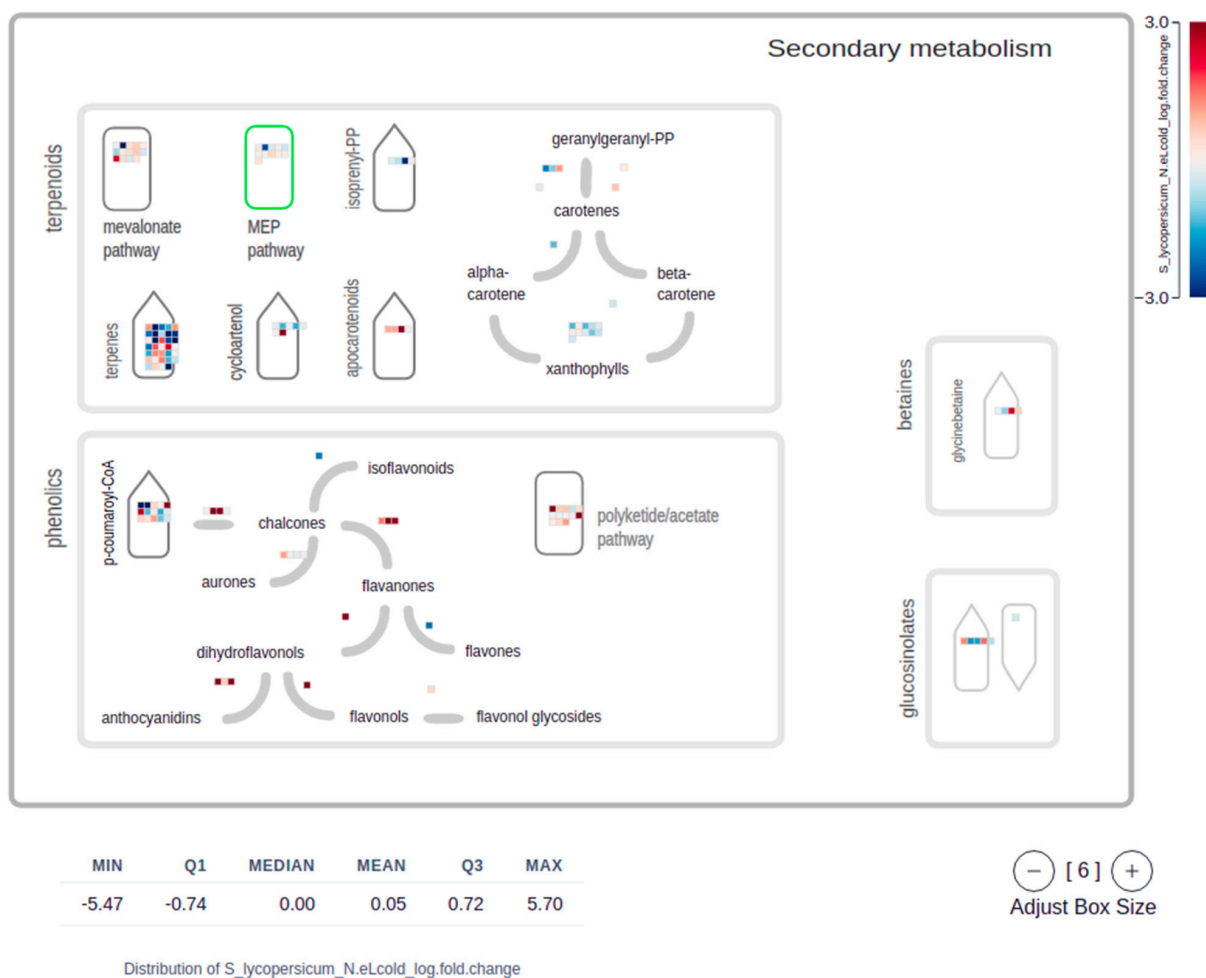 Secondary metabolism
3.0
−3.0
S_lycopersicum_N.eLcold_log.fold.change
terpenoids
mevalonate
pathway
MEP
pathway
isoprenyl-PP
geranylgeranyl-PP
carotenes
alpha-
carotene
beta-
carotene
xanthophylls
terpenes
cycloartenol
apocarotenoids
betaines
glycinebetaine
phenolics
p-coumaroyl-CoA
isoflavonoids
chalcones
aurones
flavanones
polyketide/acetate
pathway
dihydroflavonols
flavones
anthocyanidins
flavonols
flavonol glycosides
glucosinolates
MIN Q1 MEDIAN MEAN Q3 MAX
-5.47 -0.74 0.00 0.05 0.72 5.70
Distribution of S_lycopersicum_N.eLcold_log.fold.change
− [ 6 ] +
Adjust Box Size